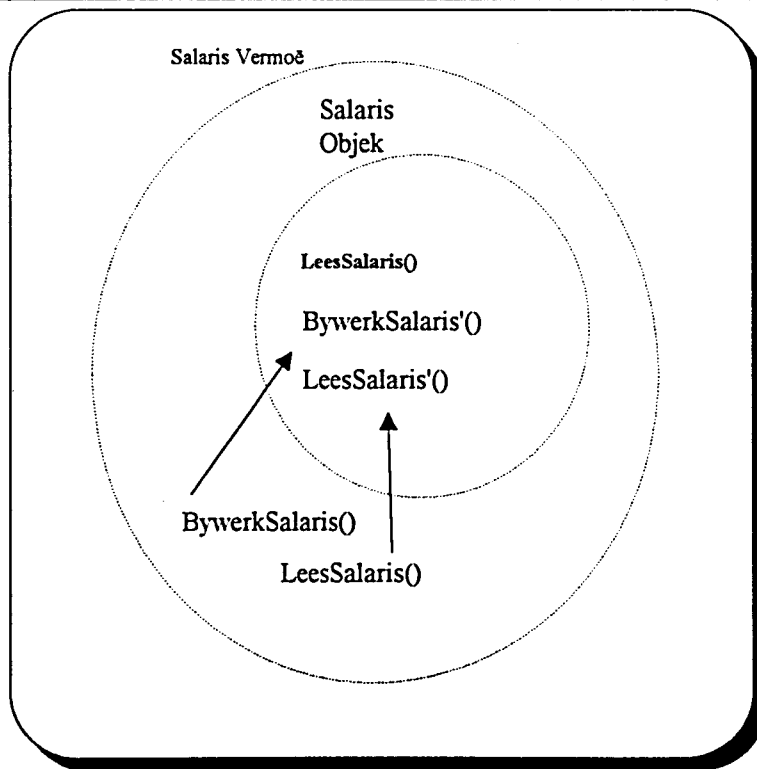 Salaris Vermoë
Salaris
Objek
LeesSalaris()
BywerkSalaris'()
LeesSalaris'()
BywerkSalaris()
LeesSalaris()